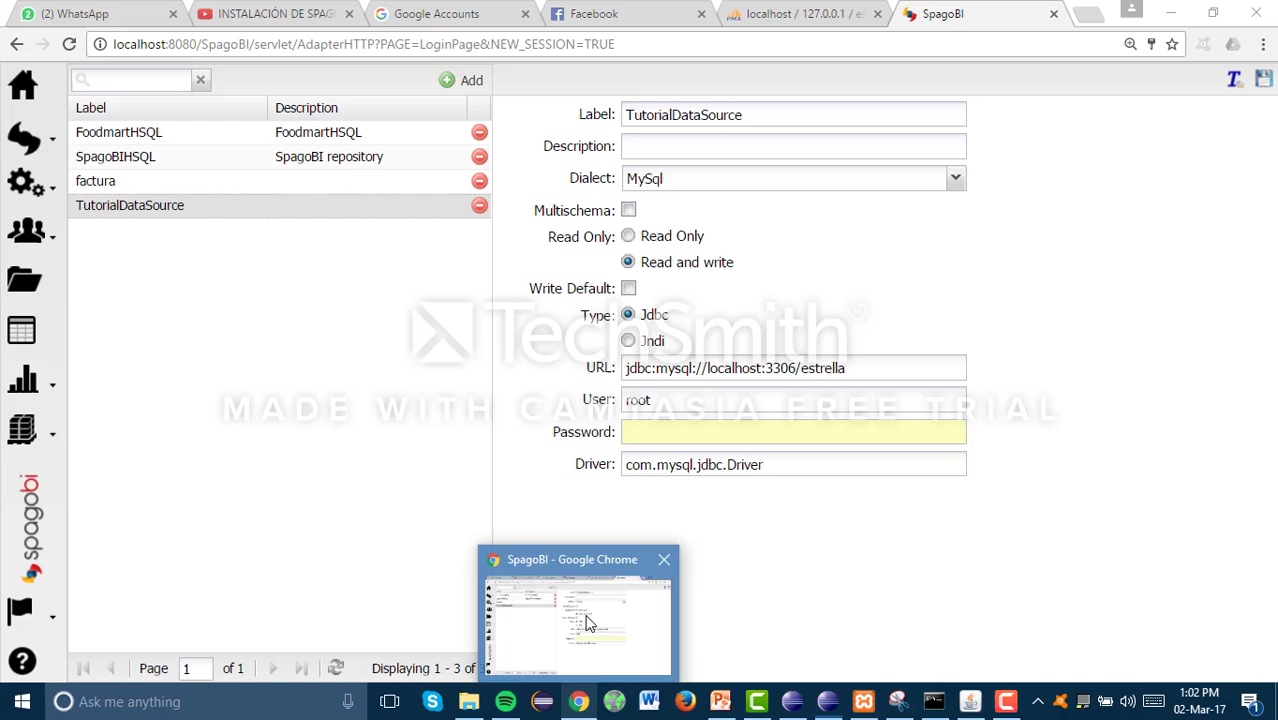 (2) WhatsApp
INSTALACIÓN DE SPAG
Google Accounts
Facebook
localhost / 127.0.0.1 / e
SpagoBI
localhost:8080/SpagoBI/servlet/AdapterHTTP?PAGE=LoginPage&NEW_SESSION=TRUE
Add
Label
Description
FoodmartHSQL
FoodmartHSQL
SpagoBIHSQL
SpagoBI repository
factura
TutorialDataSource
Label:
TutorialDataSource
Description:
Dialect:
MySql
Multischema:
Read Only:
Read Only
Read and write
Write Default:
Type:
Jdbc
Jndi
URL:
jdbc:mysql://localhost:3306/estrella
User:
root
Password:
Driver:
com.mysql.jdbc.Driver
TechSmith®
MADE WITH CAMTASIA FREE TRIAL
spagobi
SpagoBI - Google Chrome
Page
1
of 1
Displaying 1 - 3 of
Ask me anything
1:02 PM
02-Mar-17